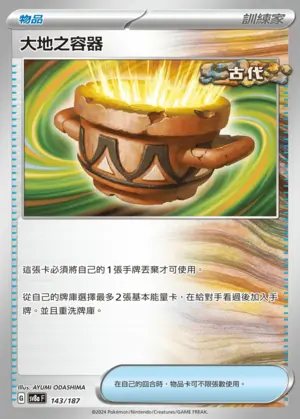 物品
訓練家
大地之容器
古代
這張卡必須將自己的1張手牌丟棄才可使用。
從自己的牌庫選擇最多2張基本能量卡，在給對手看過後加入手
牌。並且重洗牌庫。
Illus. AYUMI ODASHIMA
G sv8a F 143/187
在自己的回合時，物品卡可不限張數使用。
©2024 Pokémon/Nintendo/Creatures/GAME FREAK.